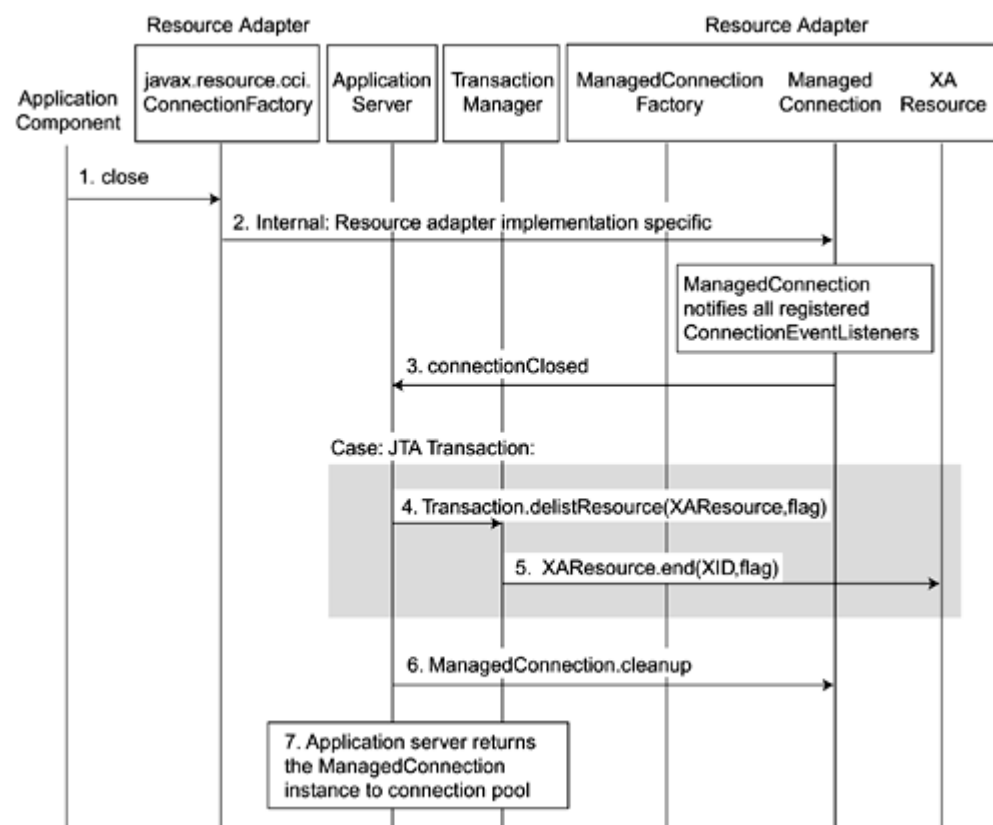 Resource Adapter
Resource Adapter
Application
Component
javax.resource.cci.
ConnectionFactory
Application
Server
Transaction
Manager
ManagedConnection
Factory
Managed
Connection
XA
Resource
1. close
2. Internal: Resource adapter implementation specific
ManagedConnection
notifies all registered
ConnectionEventListeners
3. connectionClosed
Case: JTA Transaction:
4. Transaction.delistResource(XAResource,flag)
5. XAResource.end(XID,flag)
6. ManagedConnection.cleanup
7. Application server returns
the ManagedConnection
instance to connection pool